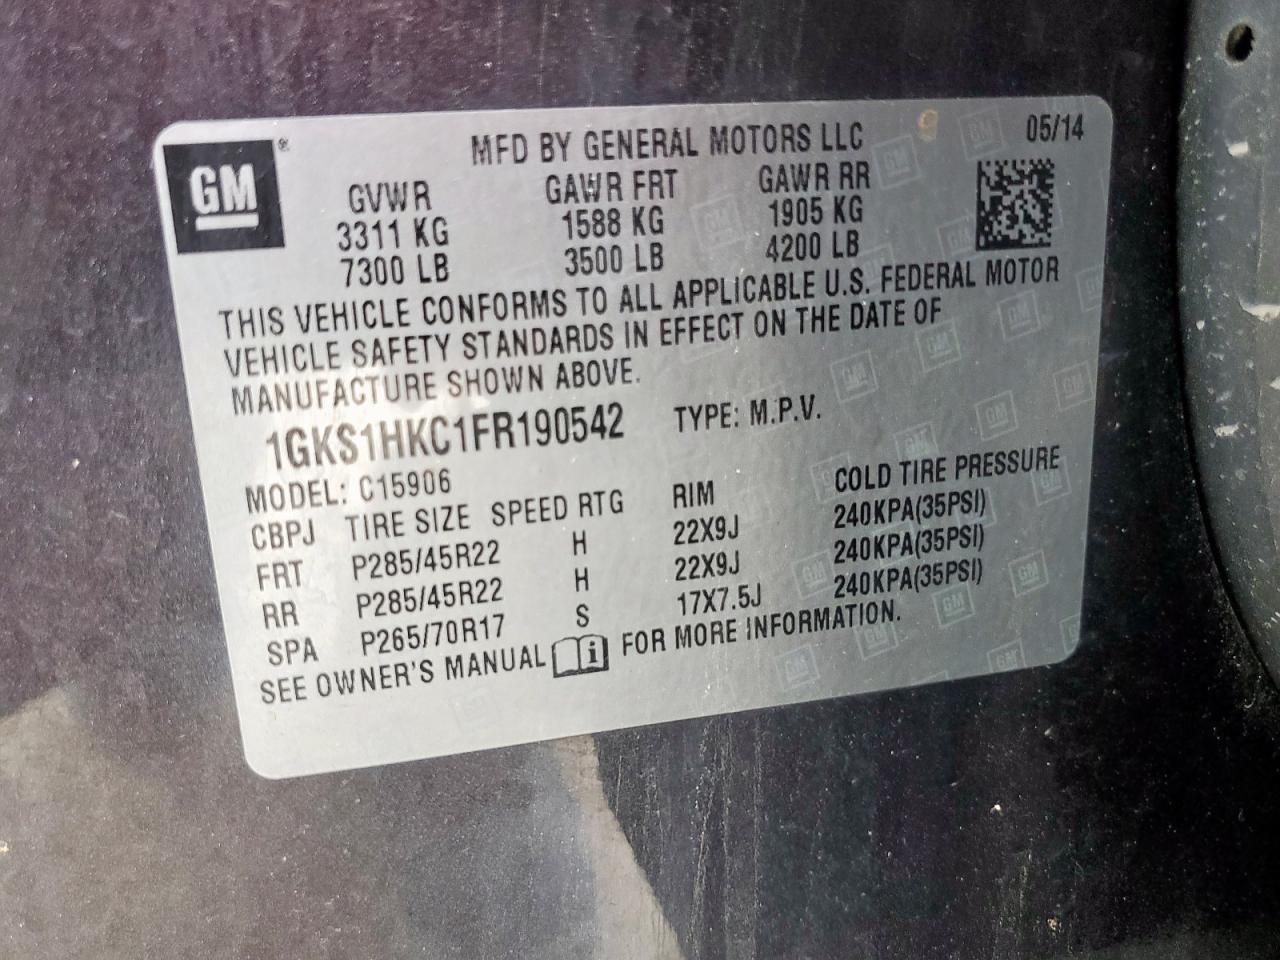 GM ®
MFD BY GENERAL MOTORS LLC 05/14
GVWR GAWR FRT GAWR RR
3311 KG 1588 KG 1905 KG
7300 LB 3500 LB 4200 LB
THIS VEHICLE CONFORMS TO ALL APPLICABLE U.S. FEDERAL MOTOR
VEHICLE SAFETY STANDARDS IN EFFECT ON THE DATE OF
MANUFACTURE SHOWN ABOVE.
1GKS1HKC1FR190542 TYPE: M.P.V.
MODEL: C15906
CBPJ TIRE SIZE SPEED RTG RIM COLD TIRE PRESSURE
FRT P285/45R22 H 22X9J 240KPA(35PSI)
RR P285/45R22 H 22X9J 240KPA(35PSI)
SPA P265/70R17 S 17X7.5J 240KPA(35PSI)
SEE OWNER'S MANUAL i FOR MORE INFORMATION.